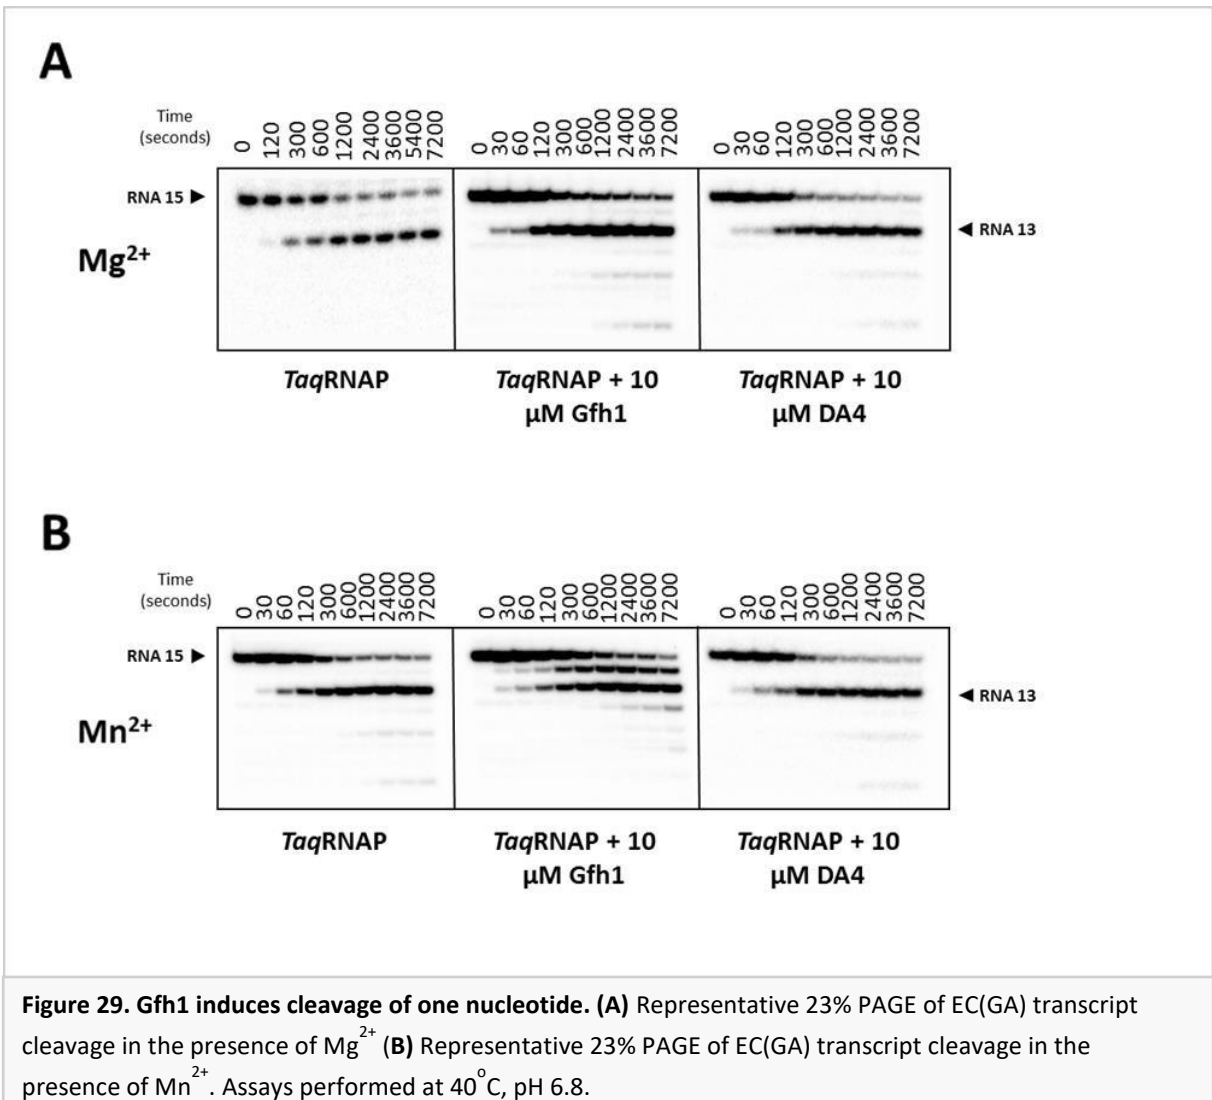 A
Time
(seconds)
0 120 300 600 1200 2400 3600 5400 7200
0 30 60 120 300 600 1200 2400 3600 7200
0 30 60 120 300 600 1200 2400 3600 7200
RNA 15 ►
◄ RNA 13
Mg²⁺
TaqRNAP
TaqRNAP + 10
µM Gfh1
TaqRNAP + 10
µM DA4
B
Time
(seconds)
0 30 60 120 300 600 1200 2400 3600 7200
0 30 60 120 300 600 1200 2400 3600 7200
0 30 60 120 300 600 1200 2400 3600 7200
RNA 15 ►
◄ RNA 13
Mn²⁺
TaqRNAP
TaqRNAP + 10
µM Gfh1
TaqRNAP + 10
µM DA4
Figure 29. Gfh1 induces cleavage of one nucleotide. (A) Representative 23% PAGE of EC(GA) transcript
cleavage in the presence of Mg²⁺ (B) Representative 23% PAGE of EC(GA) transcript cleavage in the
presence of Mn²⁺. Assays performed at 40°C, pH 6.8.